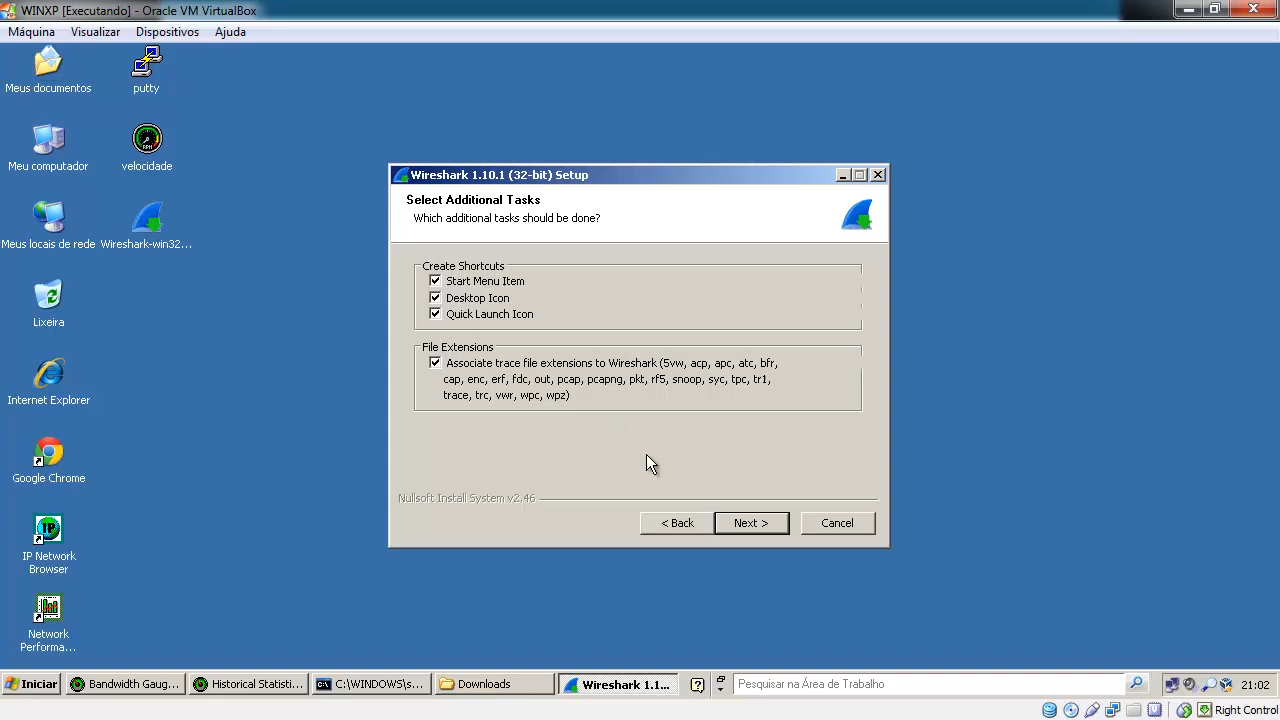 WINXP [Executando] - Oracle VM VirtualBox
Máquina Visualizar Dispositivos Ajuda
Meus documentos
putty
Meu computador
velocidade
Meus locais de rede
Wireshark-win32...
Lixeira
Internet Explorer
Google Chrome
IP Network
Browser
Network
Performa...
Wireshark 1.10.1 (32-bit) Setup
Select Additional Tasks
Which additional tasks should be done?
Create Shortcuts
Start Menu Item
Desktop Icon
Quick Launch Icon
File Extensions
Associate trace file extensions to Wireshark (5vw, acp, apc, atc, bfr,
cap, enc, erf, fdc, out, pcap, pcapng, pkt, rf5, snoop, syc, tpc, tr1,
trace, trc, vwr, wpc, wpz)
Nullsoft Install System v2.46
< Back Next > Cancel
Iniciar Bandwidth Gaug... Historical Statisti... C:\WINDOWS\s... Downloads Wireshark 1.1... Pesquisar na Área de Trabalho 21:02
Right Control